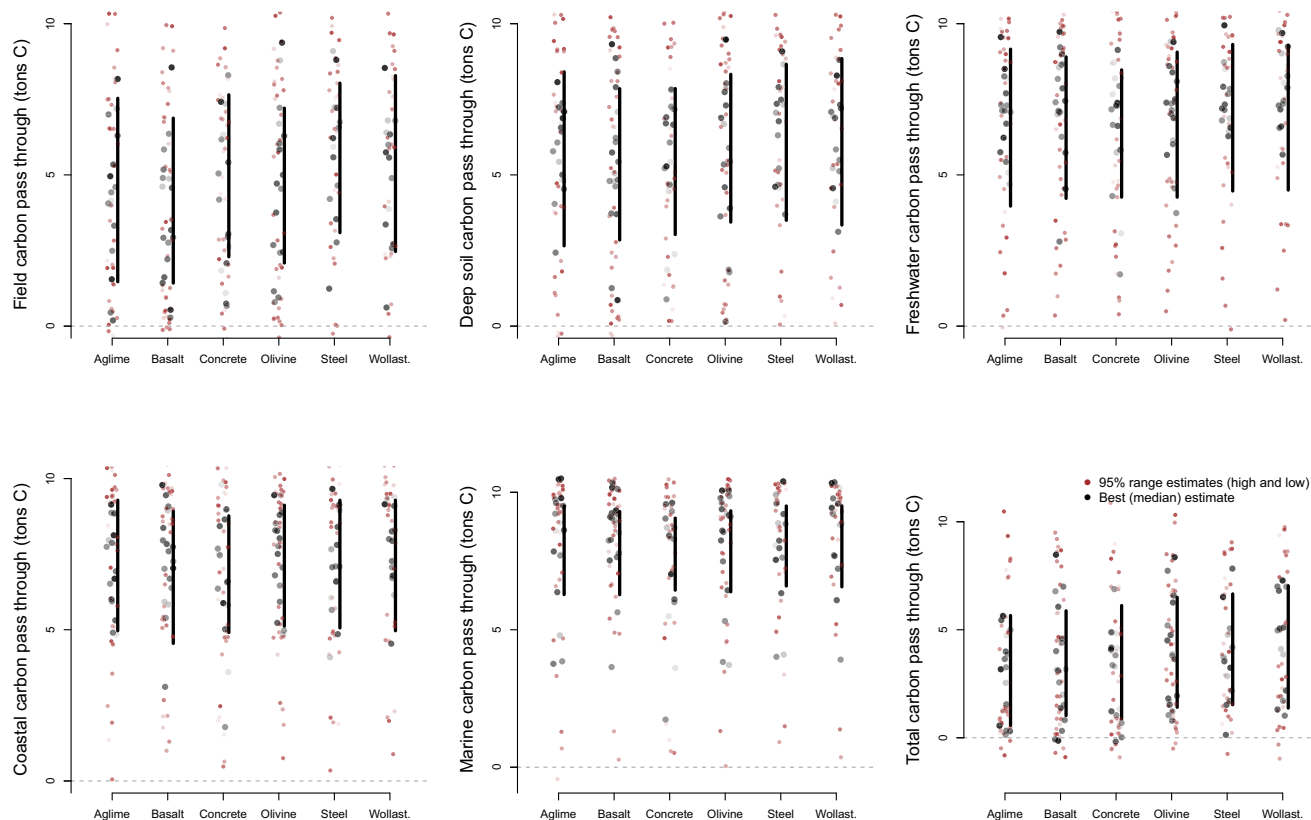 Field carbon pass through (tons C)
10
5
0
Aglime Basalt Concrete Olivine Steel Wollast.
Deep soil carbon pass through (tons C)
10
5
0
Aglime Basalt Concrete Olivine Steel Wollast.
Freshwater carbon pass through (tons C)
10
5
0
Aglime Basalt Concrete Olivine Steel Wollast.
Coastal carbon pass through (tons C)
10
5
0
Aglime Basalt Concrete Olivine Steel Wollast.
Marine carbon pass through (tons C)
10
5
0
Aglime Basalt Concrete Olivine Steel Wollast.
95% range estimates (high and low)
Best (median) estimate
Total carbon pass through (tons C)
10
5
0
Aglime Basalt Concrete Olivine Steel Wollast.